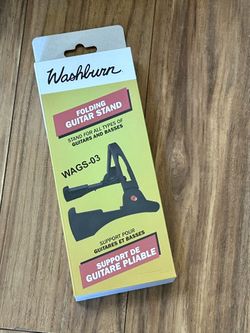 Washburn
FOLDING
GUITAR STAND
STAND FOR ALL TYPES OF
GUITARS AND BASSES
WAGS-03
SUPPORT POUR
GUITARES ET BASSES
SUPPORT DE
GUITARE PLIABLE